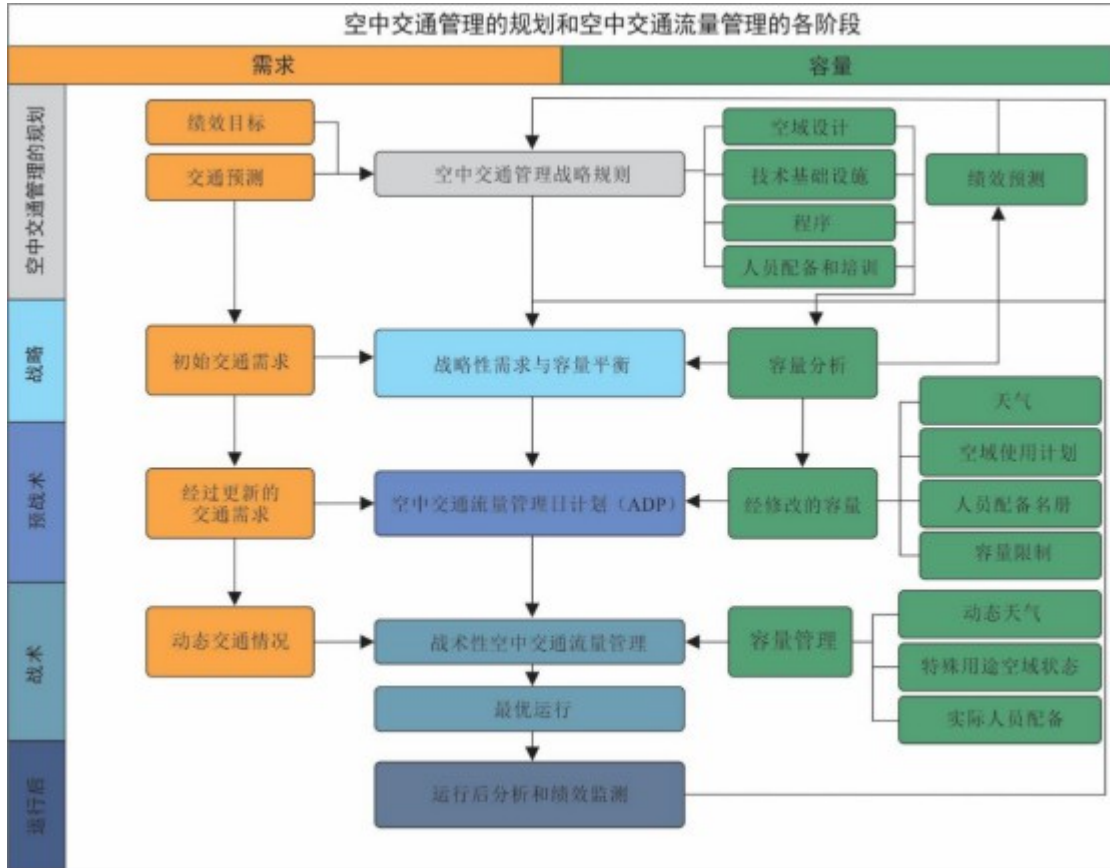 空中交通管理的规划和空中交通流量管理的各阶段
需求
容量
空中交通管理的规划
绩效目标
交通预测
空中交通管理战略规则
空域设计
技术基础设施
程序
人员配备和培训
绩效预测
战略
初始交通需求
战略性需求与容量平衡
容量分析
预战术
经过更新的
交通需求
空中交通流量管理日计划（ADP）
经修改的容量
天气
空域使用计划
人员配备名册
容量限制
战术
动态交通情况
战术性空中交通流量管理
容量管理
动态天气
特殊用途空域状态
实际人员配备
最优运行
运行后
运行后分析和绩效监测